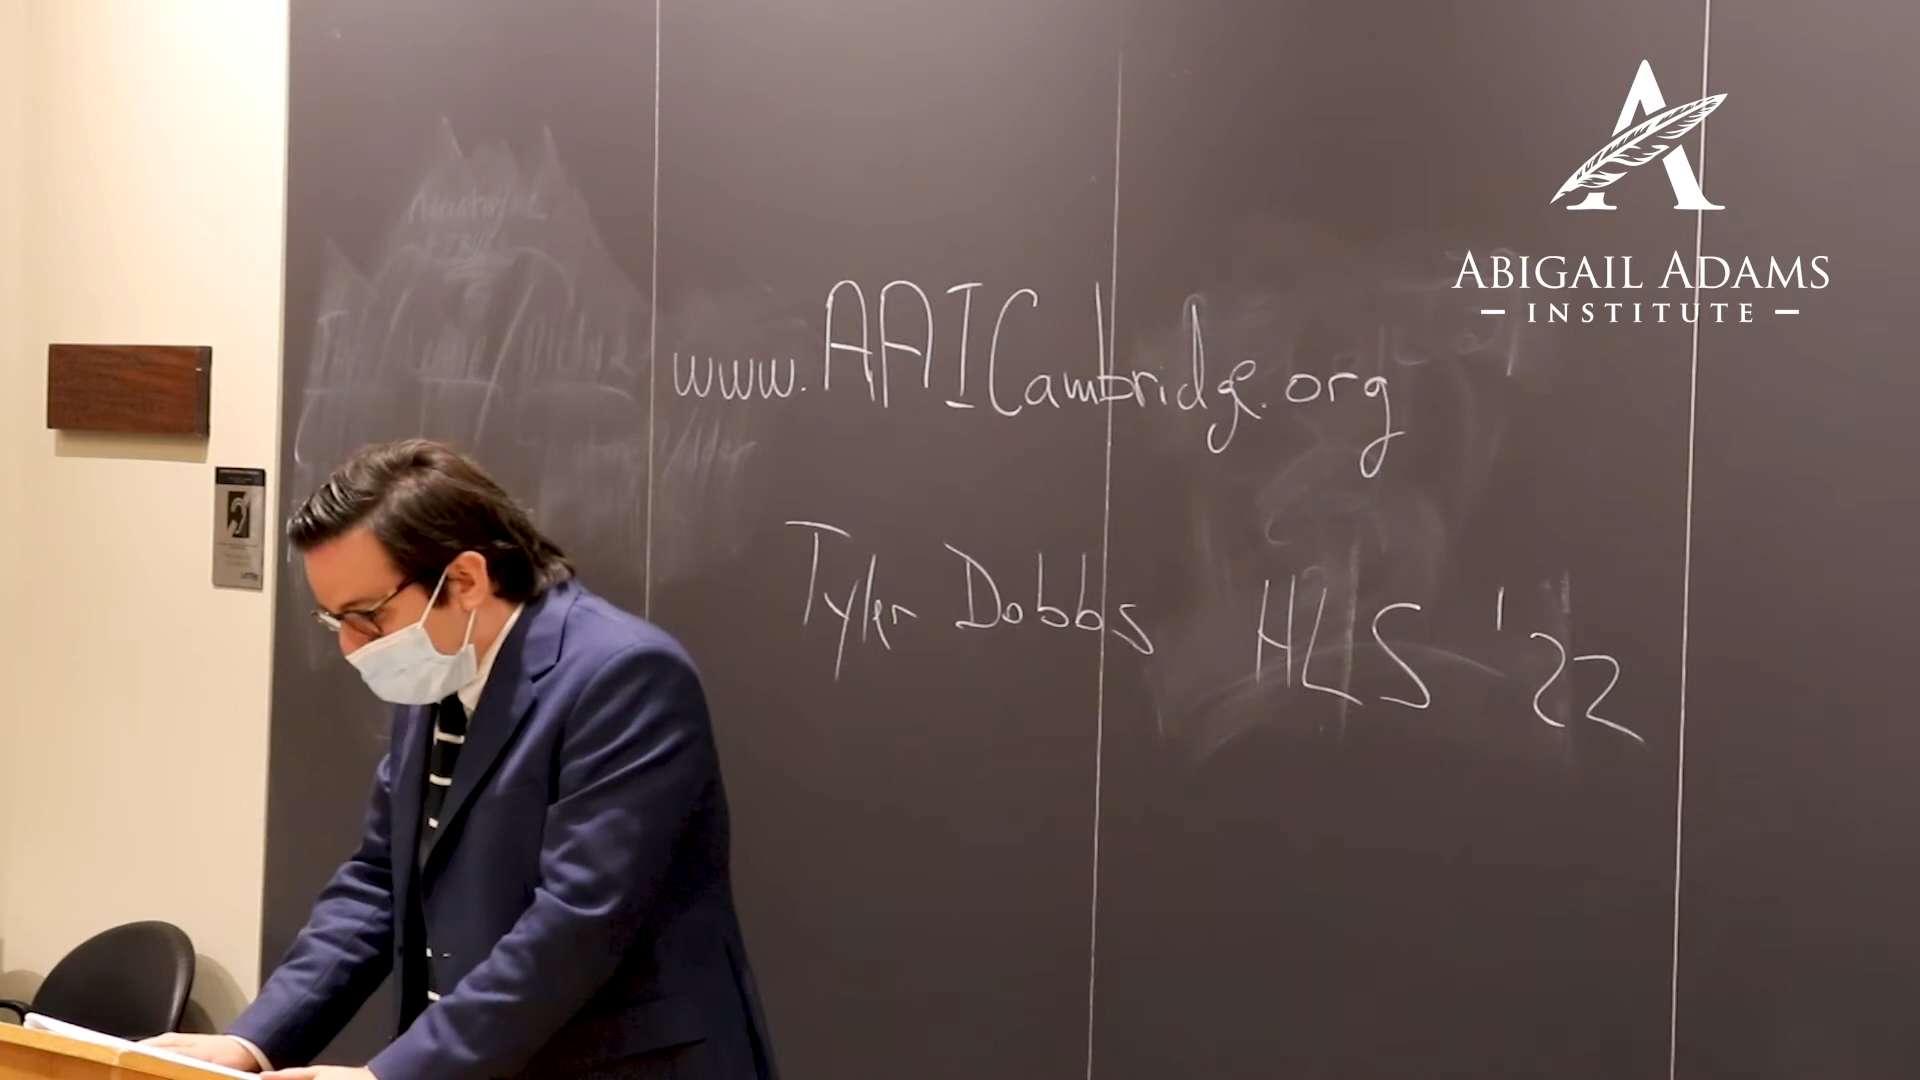 ABIGAIL ADAMS
INSTITUTE
www.AAICambridge.org
Tyler Dobbs HLS '22